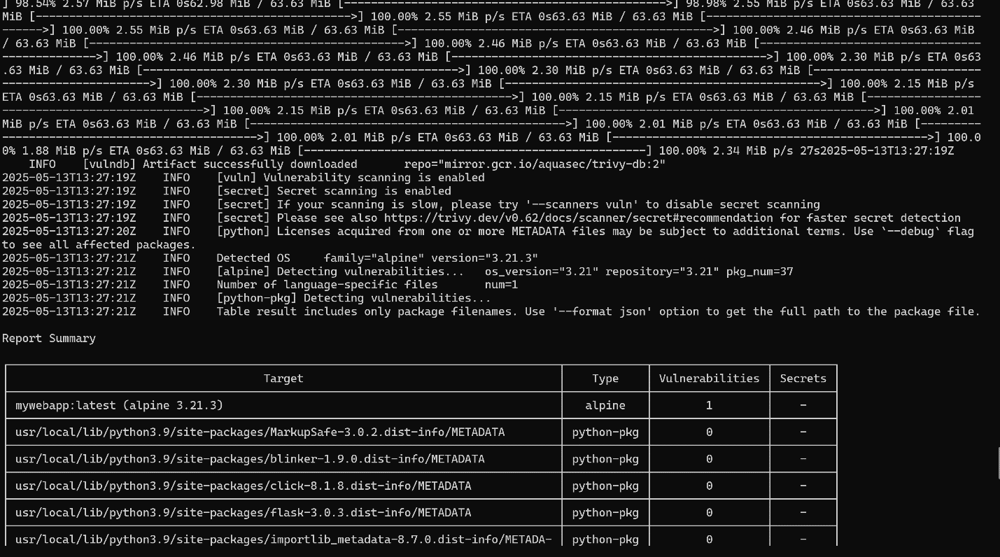 ] 98.54% 2.57 MiB p/s ETA 0s62.98 MiB / 63.63 MiB [----------------------------------------------->] 98.98% 2.55 MiB p/s ETA 0s63.63 MiB / 63.63
MiB [----------------------------------------------->] 100.00% 2.55 MiB p/s ETA 0s63.63 MiB / 63.63 MiB [-----------------------------------------
------>] 100.00% 2.55 MiB p/s ETA 0s63.63 MiB / 63.63 MiB [----------------------------------------------->] 100.00% 2.46 MiB p/s ETA 0s63.63 MiB
/ 63.63 MiB [----------------------------------------------->] 100.00% 2.46 MiB p/s ETA 0s63.63 MiB / 63.63 MiB [---------------------------------
-------------->] 100.00% 2.46 MiB p/s ETA 0s63.63 MiB / 63.63 MiB [----------------------------------------------->] 100.00% 2.30 MiB p/s ETA 0s63
.63 MiB / 63.63 MiB [----------------------------------------------->] 100.00% 2.30 MiB p/s ETA 0s63.63 MiB / 63.63 MiB [-------------------------
---------------------->] 100.00% 2.30 MiB p/s ETA 0s63.63 MiB / 63.63 MiB [----------------------------------------------->] 100.00% 2.15 MiB p/s
ETA 0s63.63 MiB / 63.63 MiB [----------------------------------------------->] 100.00% 2.15 MiB p/s ETA 0s63.63 MiB / 63.63 MiB [-----------------
------------------------------>] 100.00% 2.15 MiB p/s ETA 0s63.63 MiB / 63.63 MiB [----------------------------------------------->] 100.00% 2.01
MiB p/s ETA 0s63.63 MiB / 63.63 MiB [----------------------------------------------->] 100.00% 2.01 MiB p/s ETA 0s63.63 MiB / 63.63 MiB [---------
-------------------------------------->] 100.00% 2.01 MiB p/s ETA 0s63.63 MiB / 63.63 MiB [----------------------------------------------->] 100.0
0% 1.88 MiB p/s ETA 0s63.63 MiB / 63.63 MiB [---------------------------------------------------] 100.00% 2.34 MiB p/s 27s2025-05-13T13:27:19Z
INFO [vulndb] Artifact successfully downloaded repo="mirror.gcr.io/aquasec/trivy-db:2"
2025-05-13T13:27:19Z INFO [vuln] Vulnerability scanning is enabled
2025-05-13T13:27:19Z INFO [secret] Secret scanning is enabled
2025-05-13T13:27:19Z INFO [secret] If your scanning is slow, please try '--scanners vuln' to disable secret scanning
2025-05-13T13:27:19Z INFO [secret] Please see also https://trivy.dev/v0.62/docs/scanner/secret#recommendation for faster secret detection
2025-05-13T13:27:20Z INFO [python] Licenses acquired from one or more METADATA files may be subject to additional terms. Use `--debug` flag
to see all affected packages.
2025-05-13T13:27:21Z INFO Detected OS family="alpine" version="3.21.3"
2025-05-13T13:27:21Z INFO [alpine] Detecting vulnerabilities... os_version="3.21" repository="3.21" pkg_num=37
2025-05-13T13:27:21Z INFO Number of language-specific files num=1
2025-05-13T13:27:21Z INFO [python-pkg] Detecting vulnerabilities...
2025-05-13T13:27:21Z INFO Table result includes only package filenames. Use '--format json' option to get the full path to the package file.
Report Summary
Target Type Vulnerabilities Secrets
mywebapp:latest (alpine 3.21.3) alpine 1 -
usr/local/lib/python3.9/site-packages/MarkupSafe-3.0.2.dist-info/METADATA python-pkg 0 -
usr/local/lib/python3.9/site-packages/blinker-1.9.0.dist-info/METADATA python-pkg 0 -
usr/local/lib/python3.9/site-packages/click-8.1.8.dist-info/METADATA python-pkg 0 -
usr/local/lib/python3.9/site-packages/flask-3.0.3.dist-info/METADATA python-pkg 0 -
usr/local/lib/python3.9/site-packages/importlib_metadata-8.7.0.dist-info/METADA- python-pkg 0 -